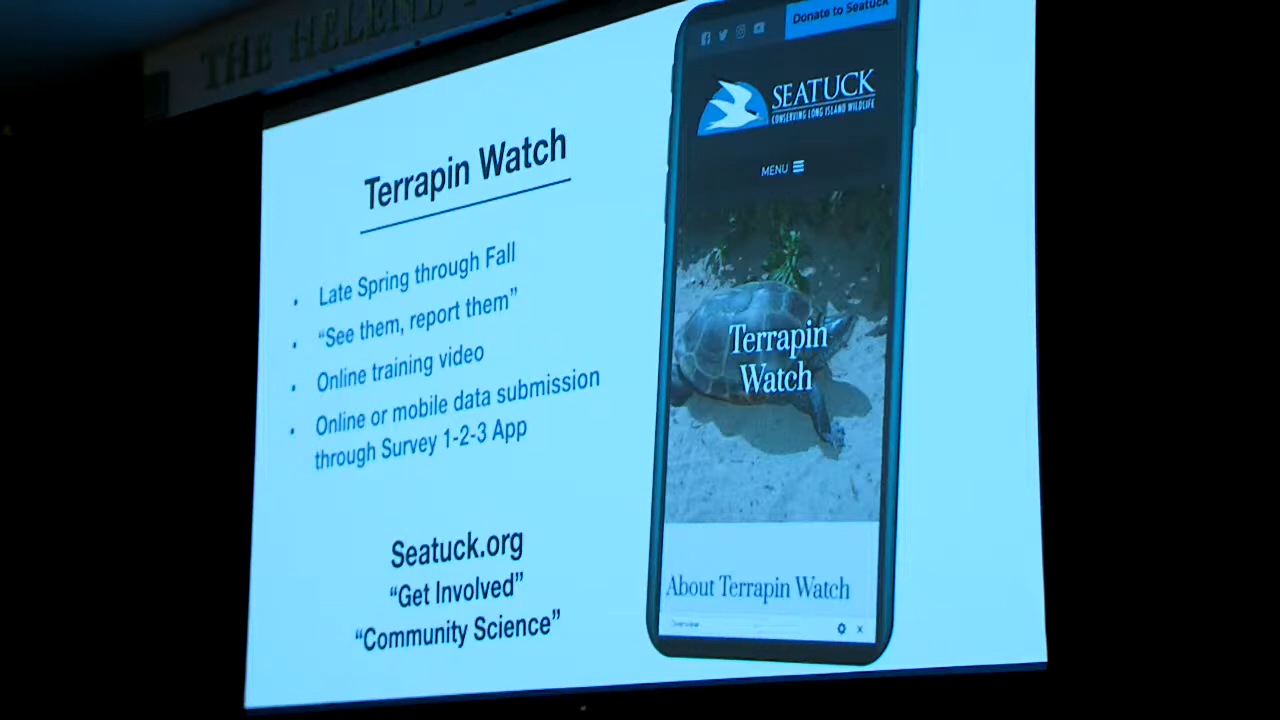 THE HELENE
Terrapin Watch
• Late Spring through Fall
• “See them, report them”
• Online training video
• Online or mobile data submission
through Survey 1-2-3 App
Seatuck.org
“Get Involved”
“Community Science”
Donate to Seatuck
SEATUCK
CONSERVING LONG ISLAND WILDLIFE
MENU
Terrapin
Watch
About Terrapin Watch
Overview
x